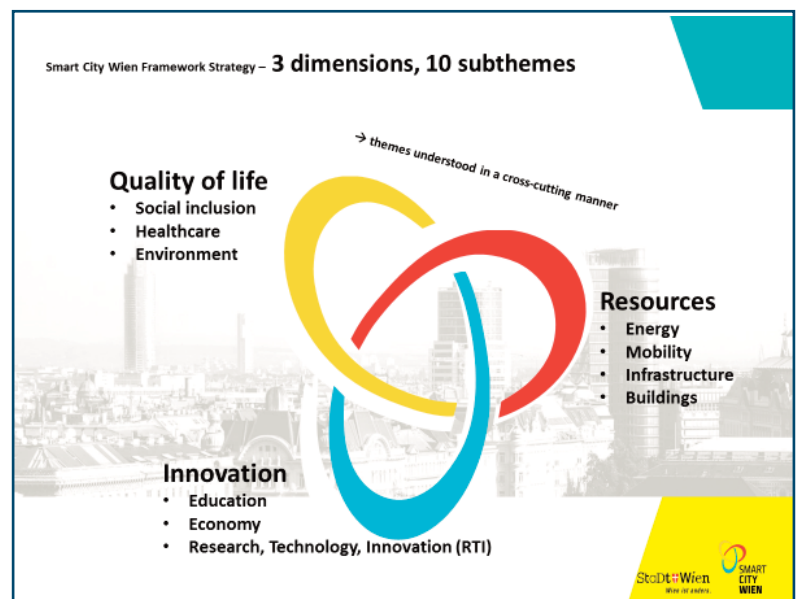 Smart City Wien Framework Strategy – 3 dimensions, 10 subthemes
→ themes understood in a cross-cutting manner
Quality of life
• Social inclusion
• Healthcare
• Environment
Resources
• Energy
• Mobility
• Infrastructure
• Buildings
Innovation
• Education
• Economy
• Research, Technology, Innovation (RTI)
StaDt Wien
Wien ist anders.
SMART
CITY
WIEN